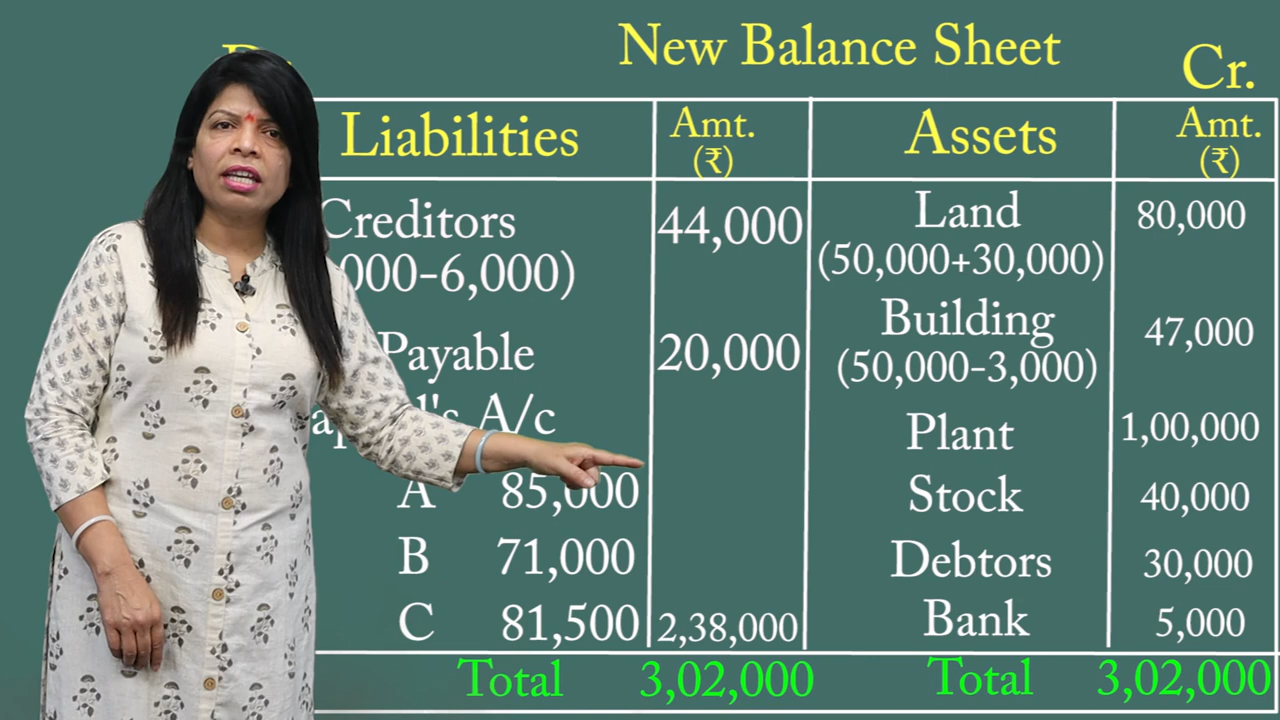 New Balance Sheet
Cr.
Liabilities Amt. (₹) Assets Amt. (₹)
Creditors 44,000 Land 80,000
000-6,000) (50,000+30,000)
Payable 20,000 Building 47,000
(50,000-3,000)
A/c Plant 1,00,000
A 85,000 Stock 40,000
B 71,000 Debtors 30,000
C 81,500 2,38,000 Bank 5,000
Total 3,02,000 Total 3,02,000